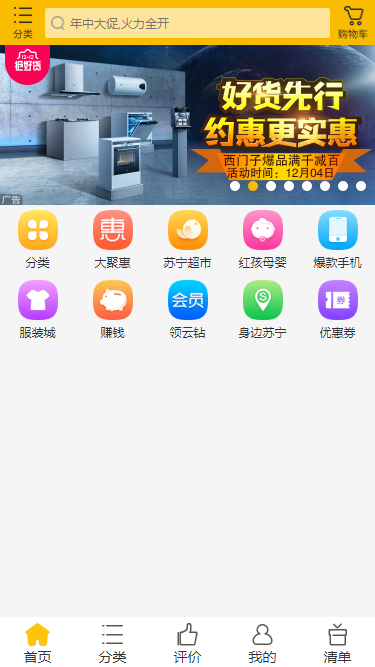 分类
年中大促,火力全开
购物车
12·12
抢好货
好货先行
约惠更实惠
西门子爆品满千减百
活动时间：12月04日
广告
惠
会员
S
券
分类
大聚惠
苏宁超市
红孩母婴
爆款手机
服装城
赚钱
领云钻
身边苏宁
优惠券
首页
分类
评价
我的
清单